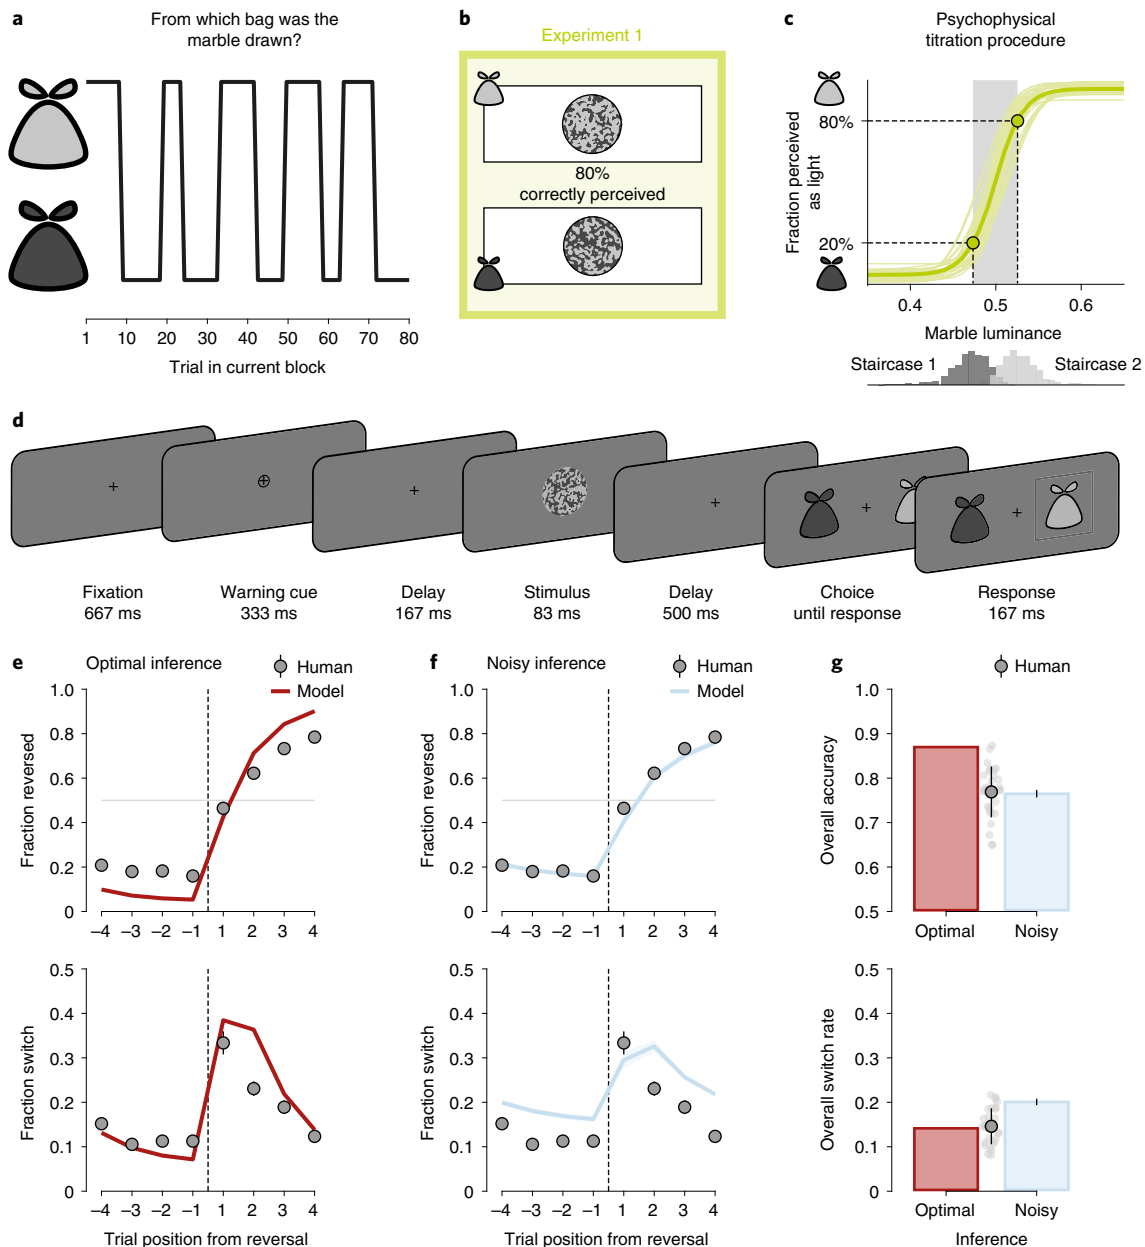 a
From which bag was the
marble drawn?
1 10 20 30 40 50 60 70 80
Trial in current block
b
Experiment 1
80%
correctly perceived
c
Psychophysical
titration procedure
Fraction perceived
as light
80%
20%
0.4 0.5 0.6
Marble luminance
Staircase 1
Staircase 2
d
Fixation
667 ms
Warning cue
333 ms
Delay
167 ms
Stimulus
83 ms
Delay
500 ms
Choice
until response
Response
167 ms
e
Optimal inference
Human
Model
Fraction reversed
1.0
0.8
0.6
0.4
0.2
0
–4 –3 –2 –1 1 2 3 4
Fraction switch
0.5
0.4
0.3
0.2
0.1
0
–4 –3 –2 –1 1 2 3 4
Trial position from reversal
f
Noisy inference
Human
Model
Fraction reversed
1.0
0.8
0.6
0.4
0.2
0
–4 –3 –2 –1 1 2 3 4
Fraction switch
0.5
0.4
0.3
0.2
0.1
0
–4 –3 –2 –1 1 2 3 4
Trial position from reversal
g
Human
Overall accuracy
1.0
0.9
0.8
0.7
0.6
0.5
Optimal Noisy
Overall switch rate
0.5
0.4
0.3
0.2
0.1
0
Optimal Noisy
Inference